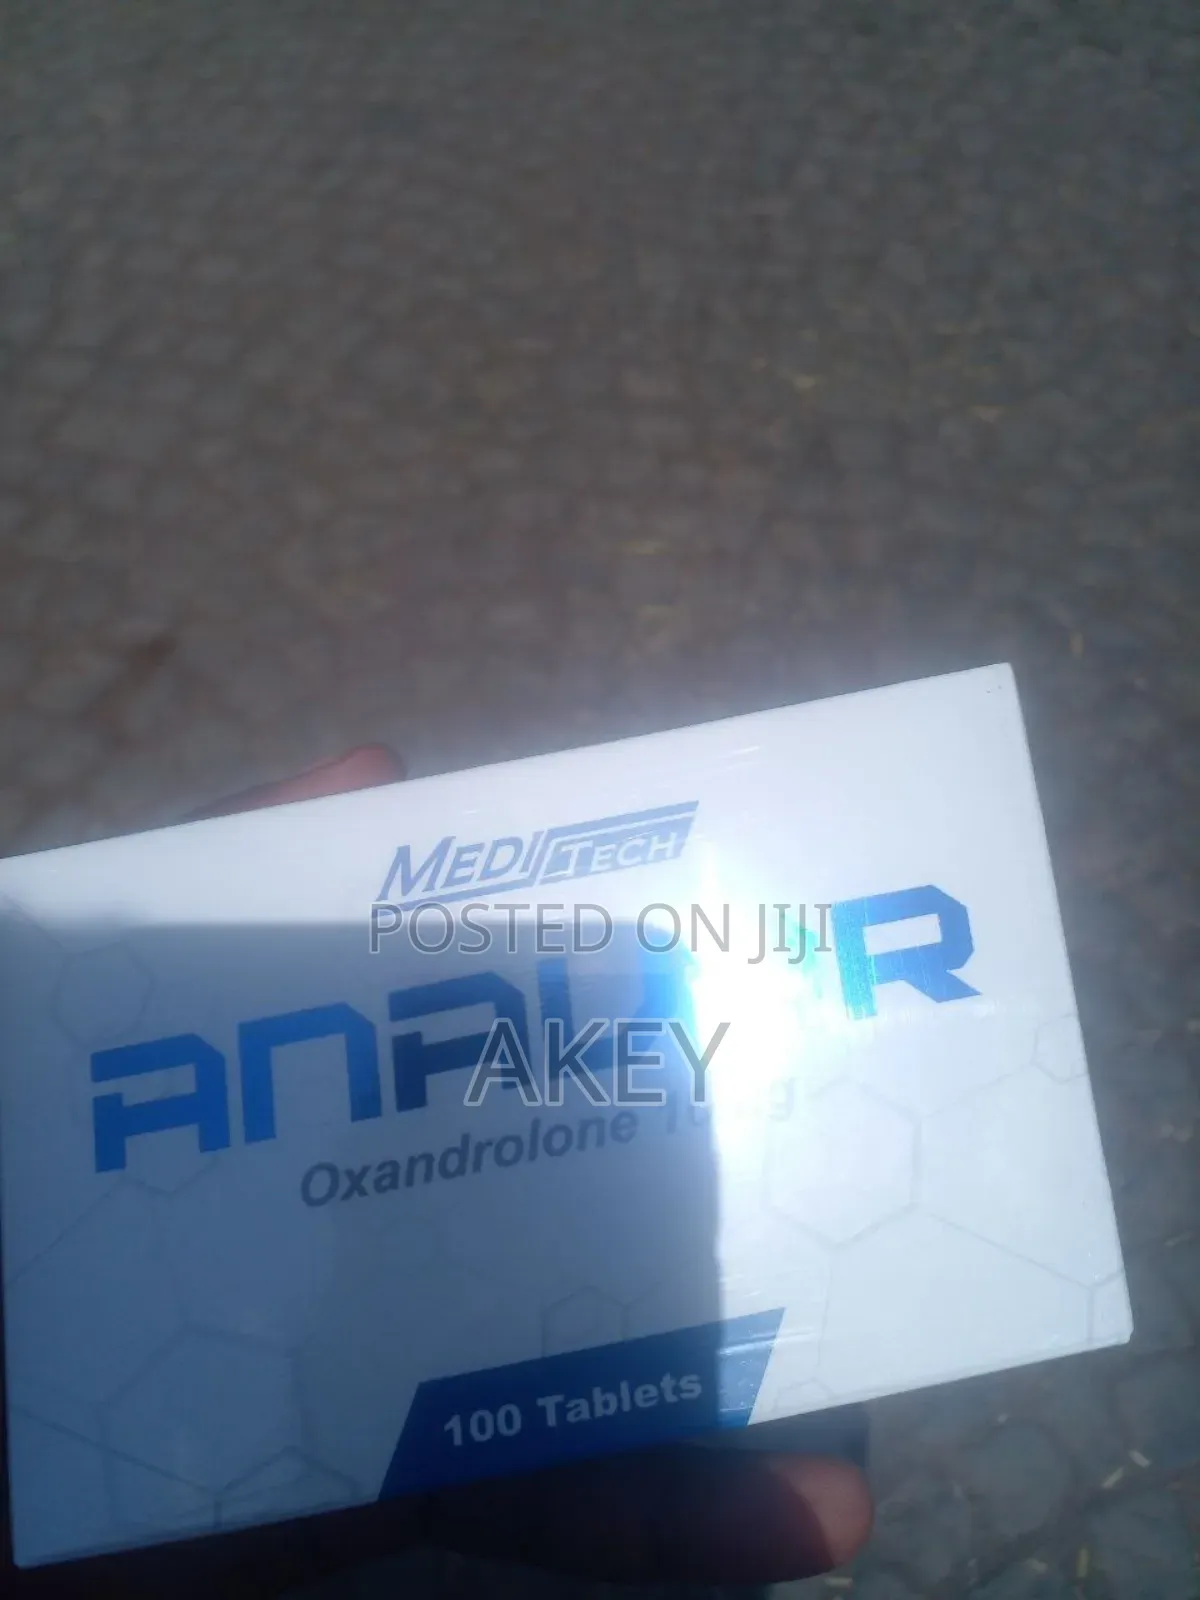 MEDITECH
POSTED ON JIJI
AKEY
Oxandrolone
100 Tablets